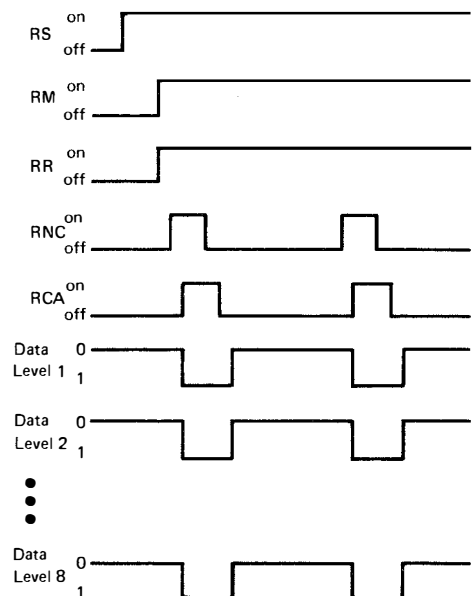 on
RS
off
on
RM
off
on
RR
off
on
RNC
off
on
RCA
off
Data 0
Level 1 1
Data 0
Level 2 1
Data 0
Level 8 1